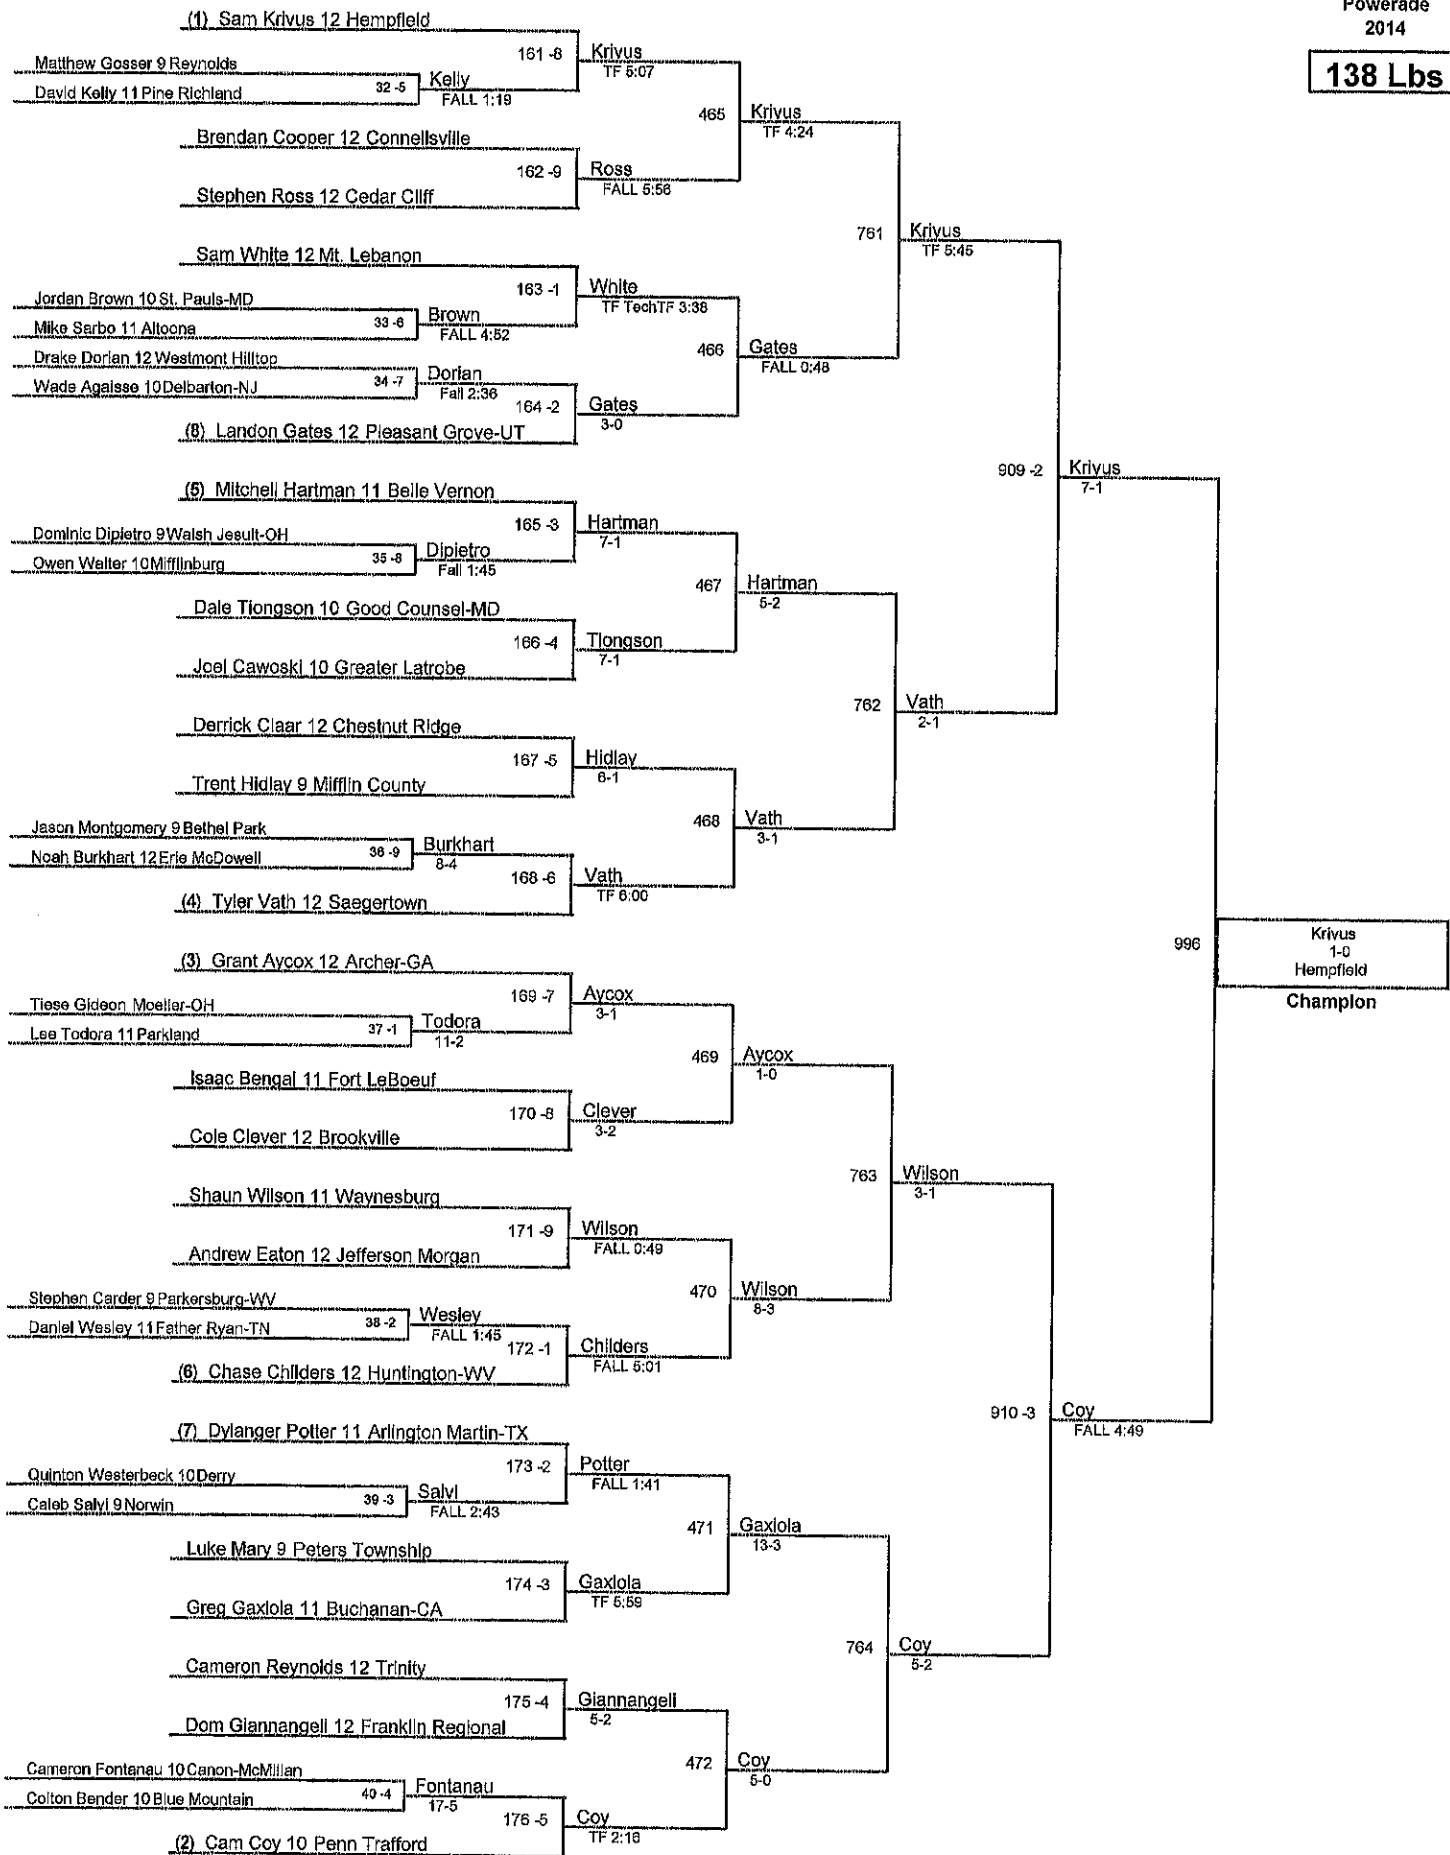 Powerade
2014
138 Lbs
(1) Sam Krivus 12 Hempfield
161 -8
Krivus
TF 5:07
Matthew Gosser 9 Reynolds
32 -5
Kelly
FALL 1:19
David Kelly 11 Pine Richland
465
Krivus
TF 4:24
Brendan Cooper 12 Connellsville
162 -9
Ross
FALL 5:56
Stephen Ross 12 Cedar Cliff
761
Krivus
TF 5:45
Sam White 12 Mt. Lebanon
163 -1
White
TF TechTF 3:38
Jordan Brown 10 St. Pauls-MD
33 -6
Brown
FALL 4:52
Mike Sarbo 11 Altoona
466
Gates
FALL 0:48
Drake Dorian 12 Westmont Hilltop
34 -7
Dorian
Fall 2:36
Wade Agaisse 10 Delbarton-NJ
164 -2
Gates
3-0
(8) Landon Gates 12 Pleasant Grove-UT
909 -2
Krivus
7-1
(5) Mitchell Hartman 11 Belle Vernon
165 -3
Hartman
7-1
Dominic Dipietro 9 Walsh Jesuit-OH
35 -8
Dipietro
Fall 1:45
Owen Walter 10 Mifflinburg
467
Hartman
5-2
Dale Tiongson 10 Good Counsel-MD
166 -4
Tiongson
7-1
Joel Cawoski 10 Greater Latrobe
762
Vath
2-1
Derrick Claar 12 Chestnut Ridge
167 -5
Hidlay
6-1
Trent Hidlay 9 Mifflin County
468
Vath
3-1
Jason Montgomery 9 Bethel Park
36 -9
Burkhart
8-4
Noah Burkhart 12 Erie McDowell
168 -6
Vath
TF 6:00
(4) Tyler Vath 12 Saegertown
996
Krivus
1-0
Hempfield
Champion
(3) Grant Aycox 12 Archer-GA
169 -7
Aycox
3-1
Tiese Gideon Moeller-OH
37 -1
Todora
11-2
Lee Todora 11 Parkland
469
Aycox
1-0
Isaac Bengal 11 Fort LeBoeuf
170 -8
Clever
3-2
Cole Clever 12 Brookville
763
Wilson
3-1
Shaun Wilson 11 Waynesburg
171 -9
Wilson
FALL 0:49
Andrew Eaton 12 Jefferson Morgan
470
Wilson
8-3
Stephen Carder 9 Parkersburg-WV
38 -2
Wesley
FALL 1:45
Daniel Wesley 11 Father Ryan-TN
172 -1
Childers
FALL 5:01
(6) Chase Childers 12 Huntington-WV
910 -3
Coy
FALL 4:49
(7) Dylanger Potter 11 Arlington Martin-TX
173 -2
Potter
FALL 1:41
Quinton Westerbeck 10 Derry
39 -3
Salvi
FALL 2:43
Caleb Salvi 9 Norwin
471
Gaxiola
13-3
Luke Mary 9 Peters Township
174 -3
Gaxiola
TF 5:59
Greg Gaxiola 11 Buchanan-CA
764
Coy
5-2
Cameron Reynolds 12 Trinity
175 -4
Giannangeli
5-2
Dom Giannangeli 12 Franklin Regional
472
Coy
5-0
Cameron Fontanau 10 Canon-McMillan
40 -4
Fontanau
17-5
Colton Bender 10 Blue Mountain
176 -5
Coy
TF 2:16
(2) Cam Coy 10 Penn Trafford